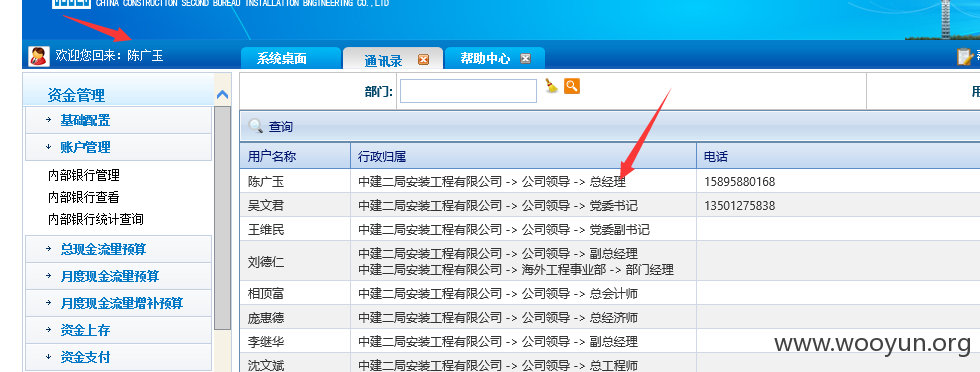 CHINA CONSTRUCTION SECOND BUREAU INSTALLATION ENGINEERING CO.,LTD
欢迎您回来: 陈广玉
系统桌面 通讯录 帮助中心
资金管理
基础配置
账户管理
内部银行管理
内部银行查看
内部银行统计查询
总现金流量预算
月度现金流量预算
月度现金流量增补预算
资金上存
资金支付
部门:
查询
用户名称 行政归属 电话
陈广玉 中建二局安装工程有限公司 -> 公司领导 -> 总经理 15895880168
吴文君 中建二局安装工程有限公司 -> 公司领导 -> 党委书记 13501275838
王维民 中建二局安装工程有限公司 -> 公司领导 -> 党委副书记
刘德仁 中建二局安装工程有限公司 -> 公司领导 -> 副总经理
中建二局安装工程有限公司 -> 海外工程事业部 -> 部门经理
相顶富 中建二局安装工程有限公司 -> 公司领导 -> 总会计师
庞惠德 中建二局安装工程有限公司 -> 公司领导 -> 总经济师
李继华 中建二局安装工程有限公司 -> 公司领导 -> 副总经理
沈文斌 中建二局安装工程有限公司 -> 公司领导 -> 总工程师
www.wooyun.org